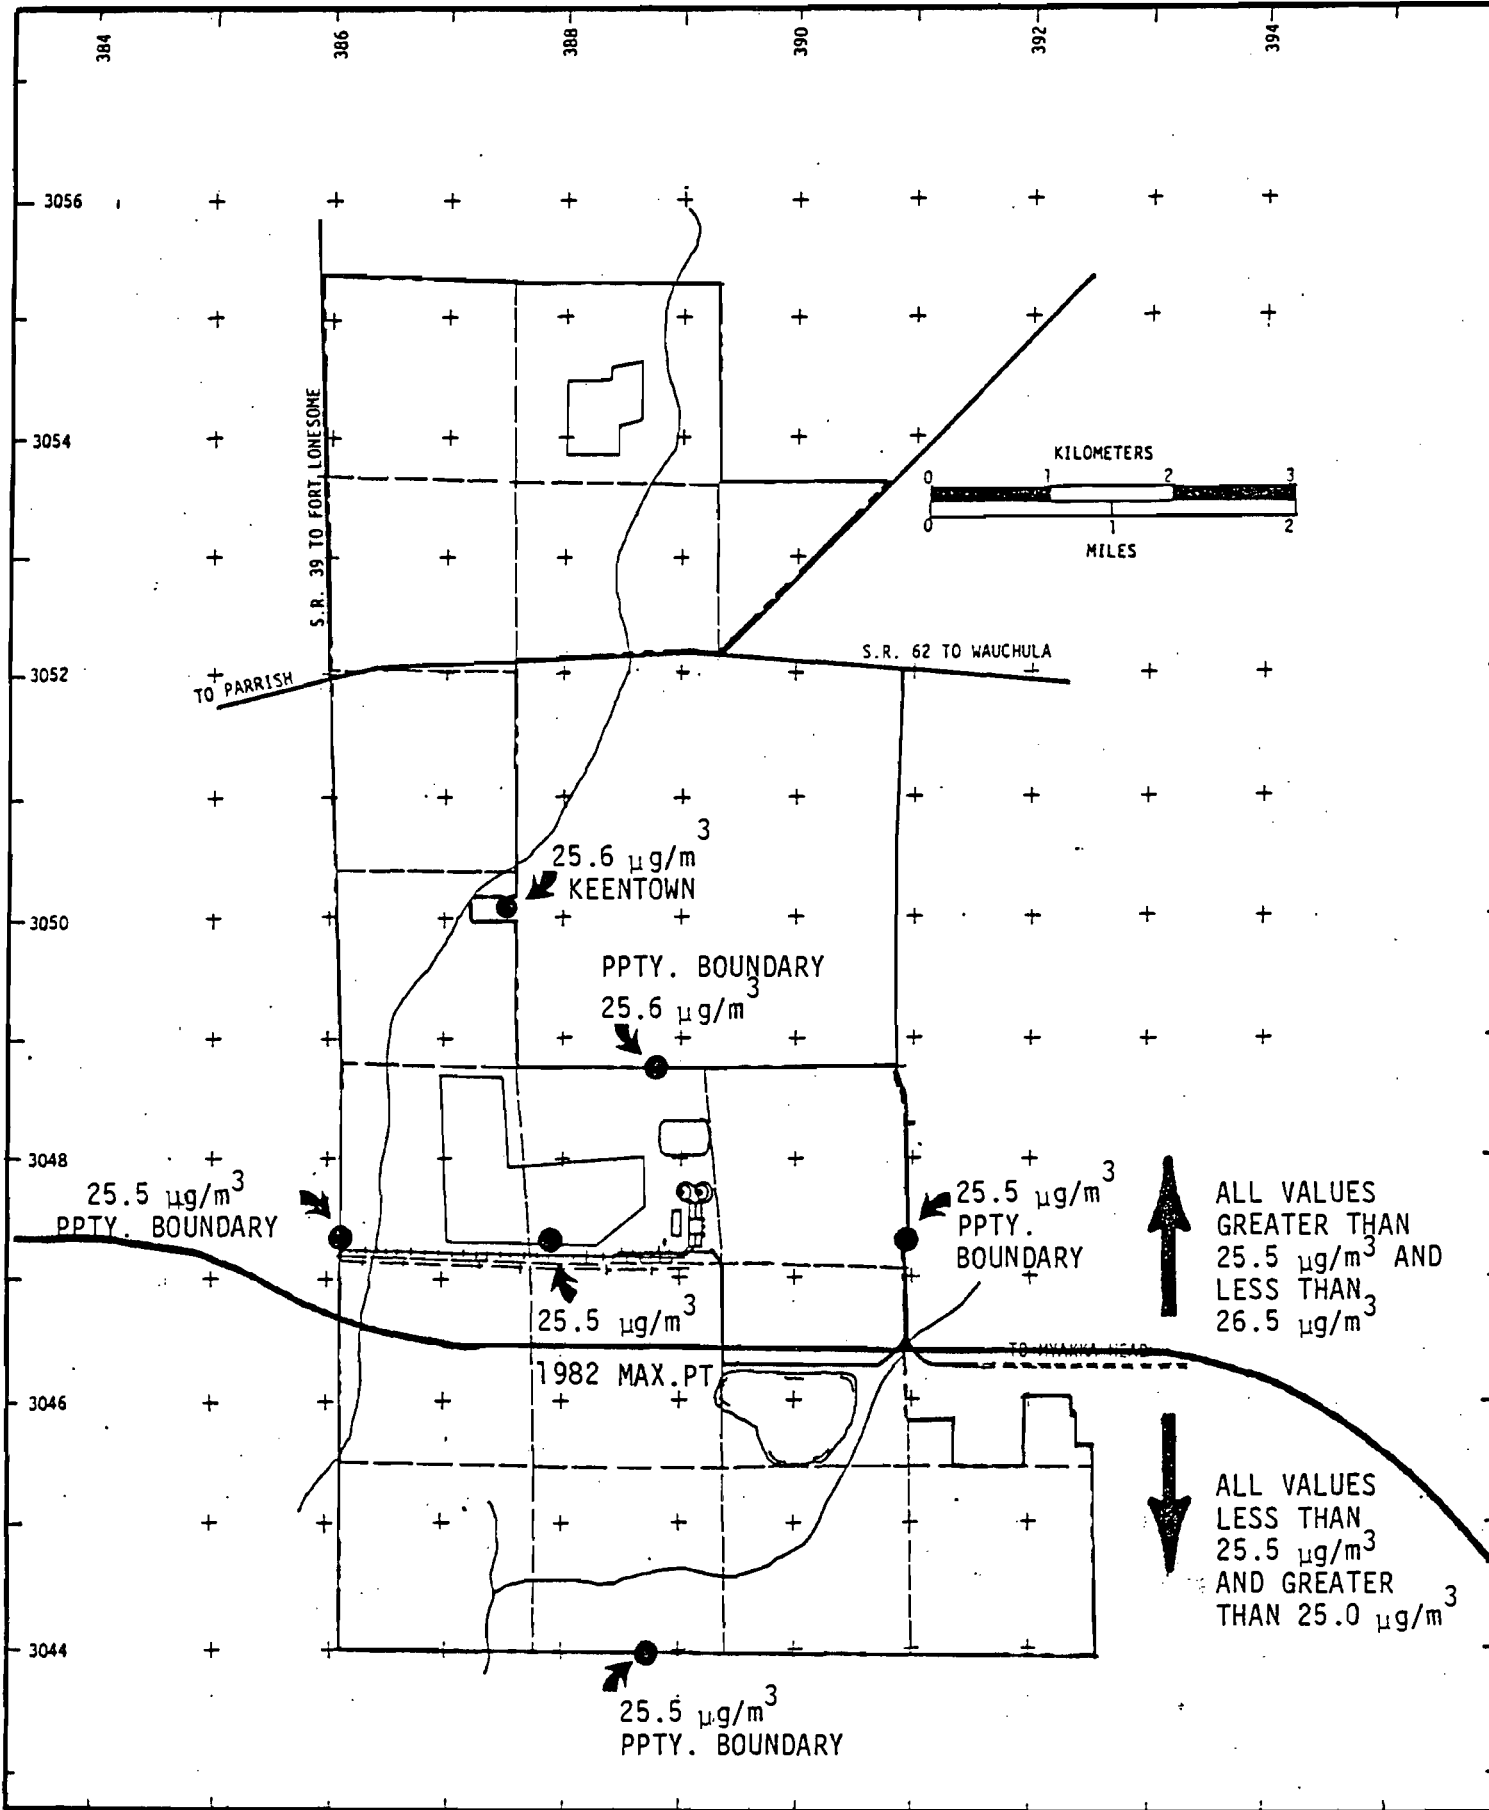 384
386
388
390
392
394
3056
3054
S.R. 39 TO FORT LONESOME
KILOMETERS
0 1 2 3
0 1 2
MILES
S.R. 62 TO WAUCHULA
3052
TO PARRISH
25.6 µg/m³
KEENTOWN
3050
PPTY. BOUNDARY
25.6 µg/m³
3048
25.5 µg/m³
PPTY. BOUNDARY
25.5 µg/m³
PPTY.
BOUNDARY
ALL VALUES
GREATER THAN
25.5 µg/m³ AND
LESS THAN
26.5 µg/m³
25.5 µg/m³
1982 MAX.PT
TO MYAKKA HEAD
3046
ALL VALUES
LESS THAN
25.5 µg/m³
AND GREATER
THAN 25.0 µg/m³
3044
25.5 µg/m³
PPTY. BOUNDARY